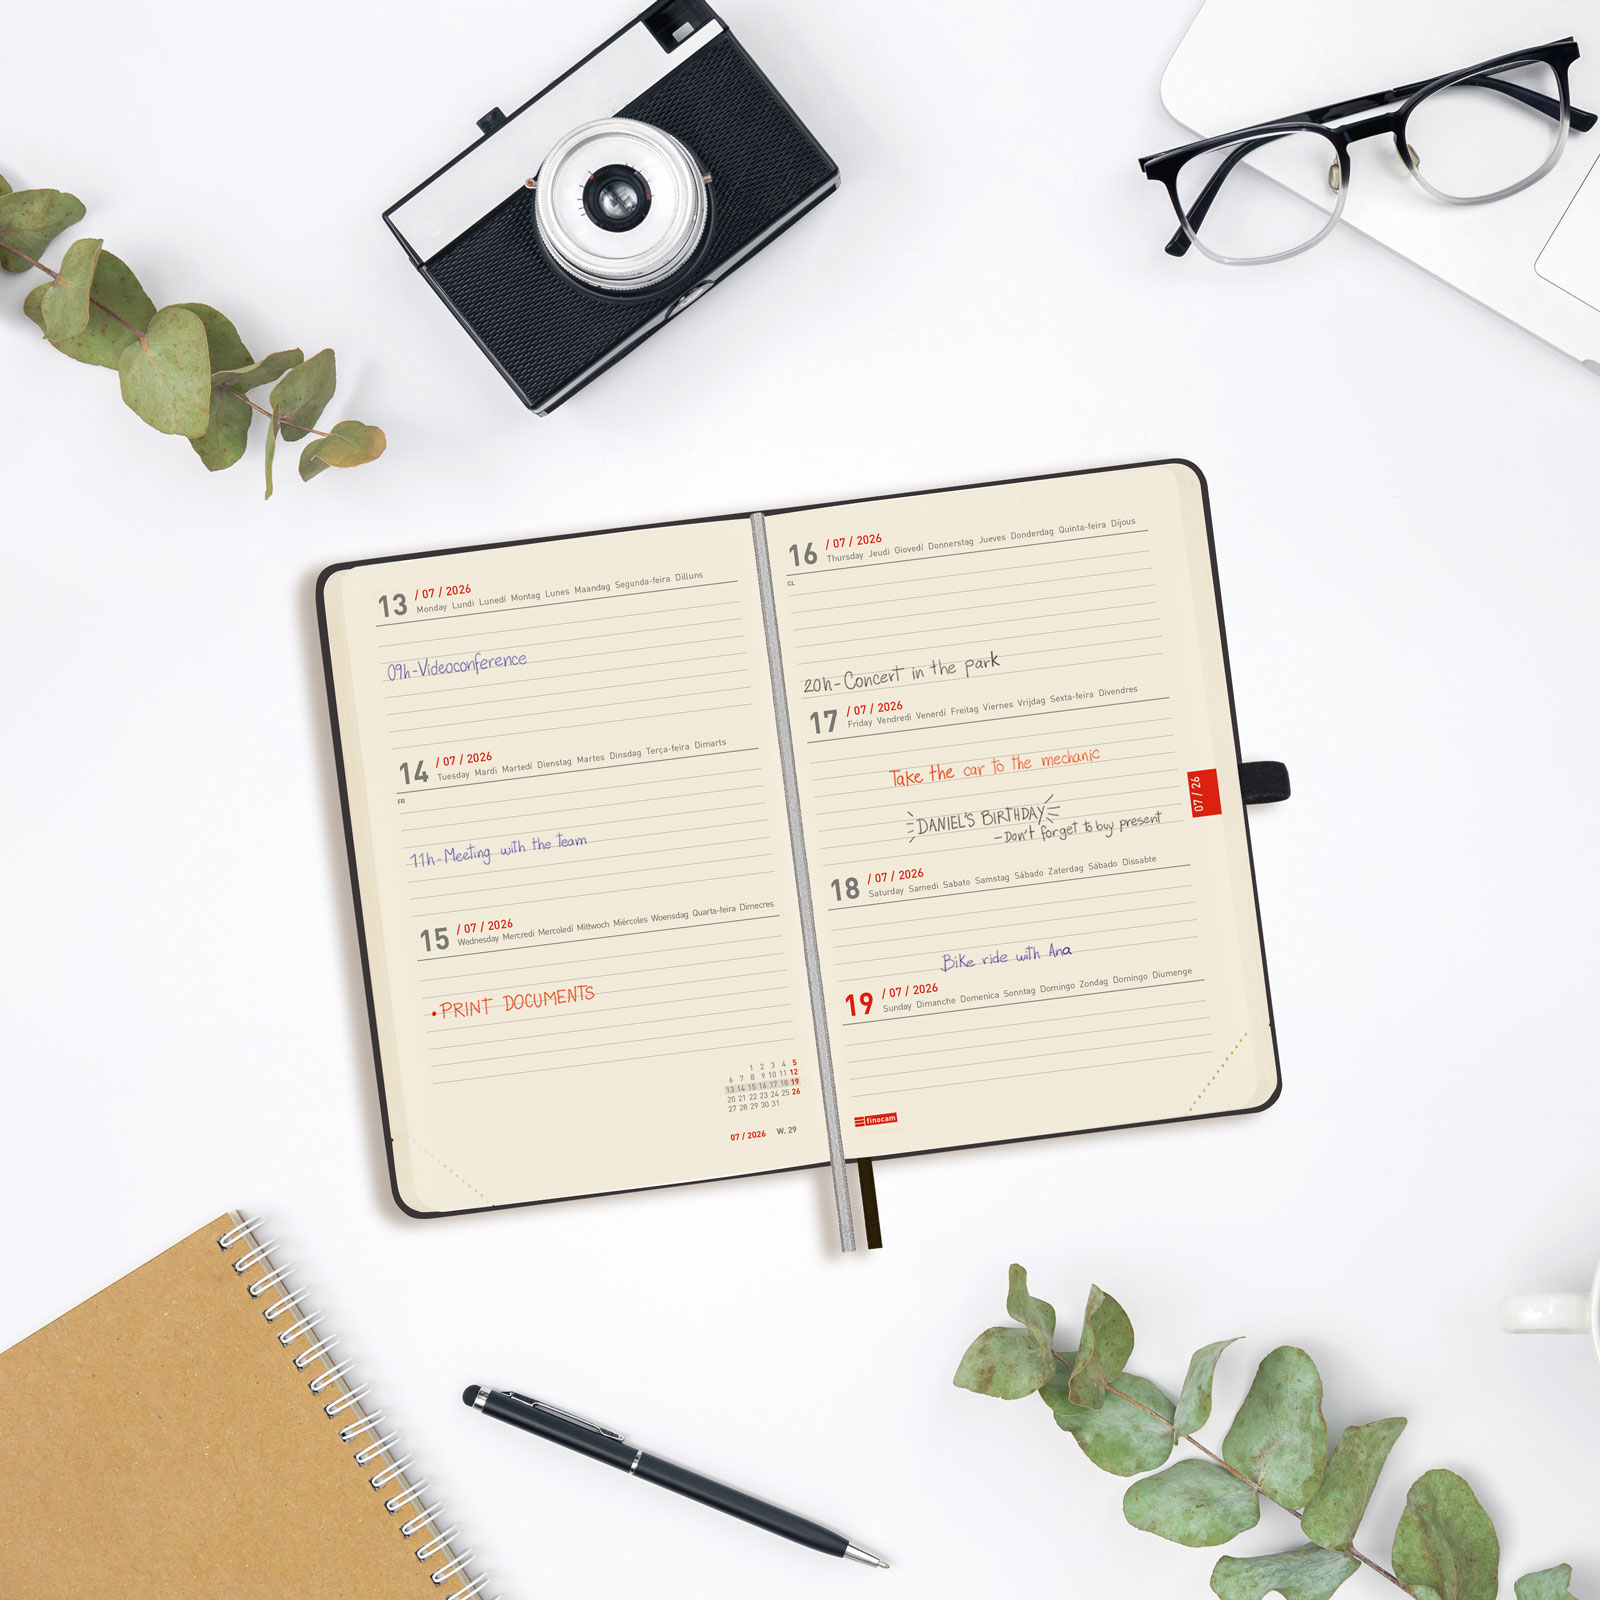 13 / 07 / 2026
Monday Lundi Lunedí Montag Lunes Maandag Segunda-feira Dilluns
09h-Videoconference
14 / 07 / 2026
Tuesday Mardi Martedí Dienstag Martes Dinsdag Terça-feira Dimarts
FR
11h-Meeting with the team
15 / 07 / 2026
Wednesday Mercredi Mercoledí Mittwoch Miércoles Woensdag Quarta-feira Dimecres
• PRINT DOCUMENTS
1 2 3 4 5
6 7 8 9 10 11 12
13 14 15 16 17 18 19
20 21 22 23 24 25 26
27 28 29 30 31
07 / 2026 W. 29
16 / 07 / 2026
Thursday Jeudi Giovedí Donnerstag Jueves Donderdag Quinta-feira Dijous
CL
20h-Concert in the park
17 / 07 / 2026
Friday Vendredi Venerdí Freitag Viernes Vrijdag Sexta-feira Divendres
Take the car to the mechanic
DANIEL'S BIRTHDAY
-Don't forget to buy present
07 / 26
18 / 07 / 2026
Saturday Samedi Sabato Samstag Sábado Zaterdag Sábado Dissabte
Bike ride with Ana
19 / 07 / 2026
Sunday Dimanche Domenica Sonntag Domingo Zondag Domingo Diumenge
finocam